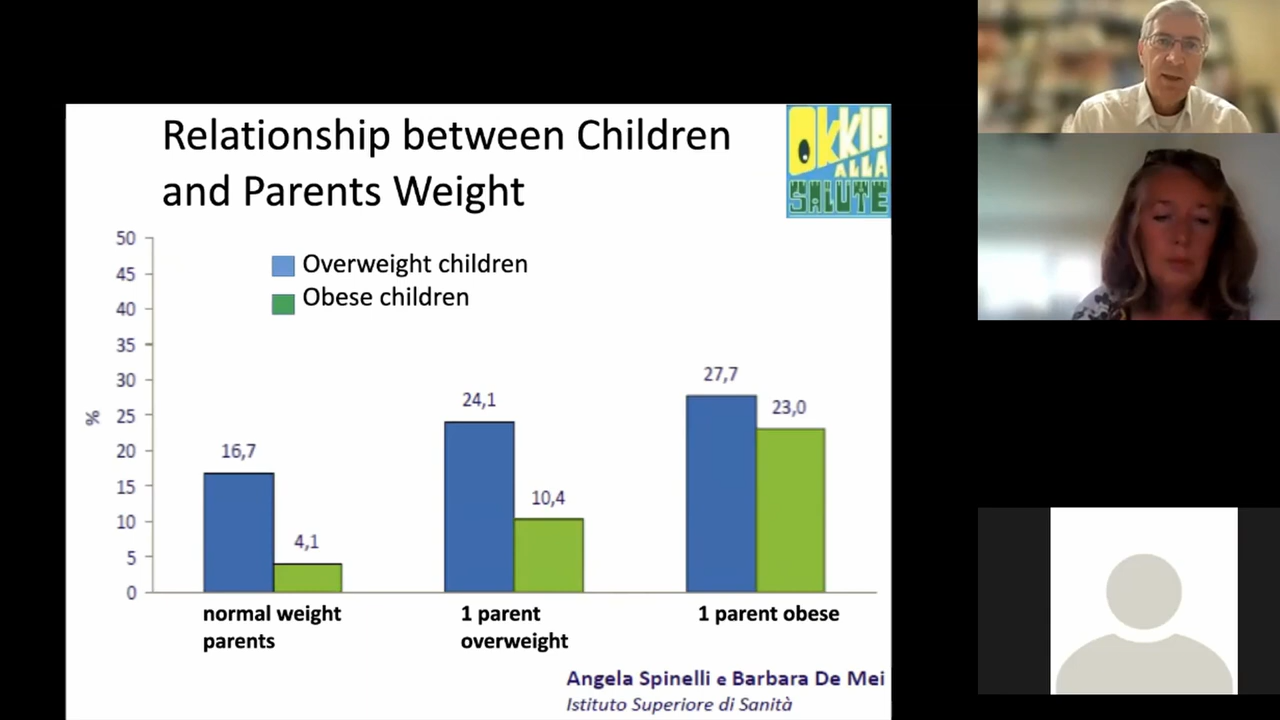 Relationship between Children
and Parents Weight
OKKIO
ALLA
SALUTE
Overweight children
Obese children
%
50
45
40
35
30
25
20
15
10
5
0
16,7
4,1
24,1
10,4
27,7
23,0
normal weight
parents
1 parent
overweight
1 parent obese
Angela Spinelli e Barbara De Mei
Istituto Superiore di Sanità